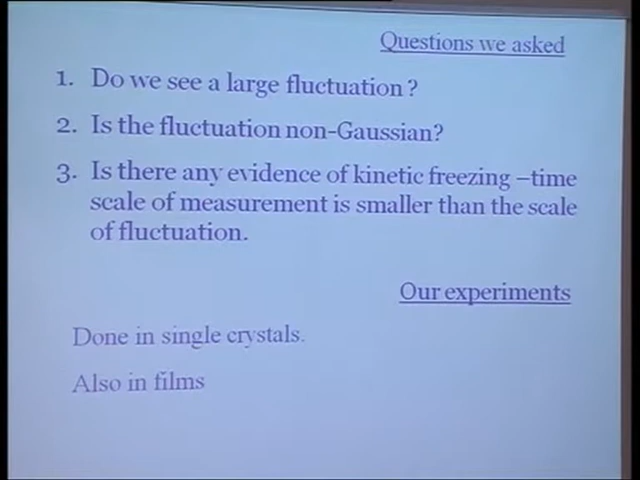 Questions we asked
1. Do we see a large fluctuation ?
2. Is the fluctuation non-Gaussian?
3. Is there any evidence of kinetic freezing –time
scale of measurement is smaller than the scale
of fluctuation.
Our experiments
Done in single crystals.
Also in films